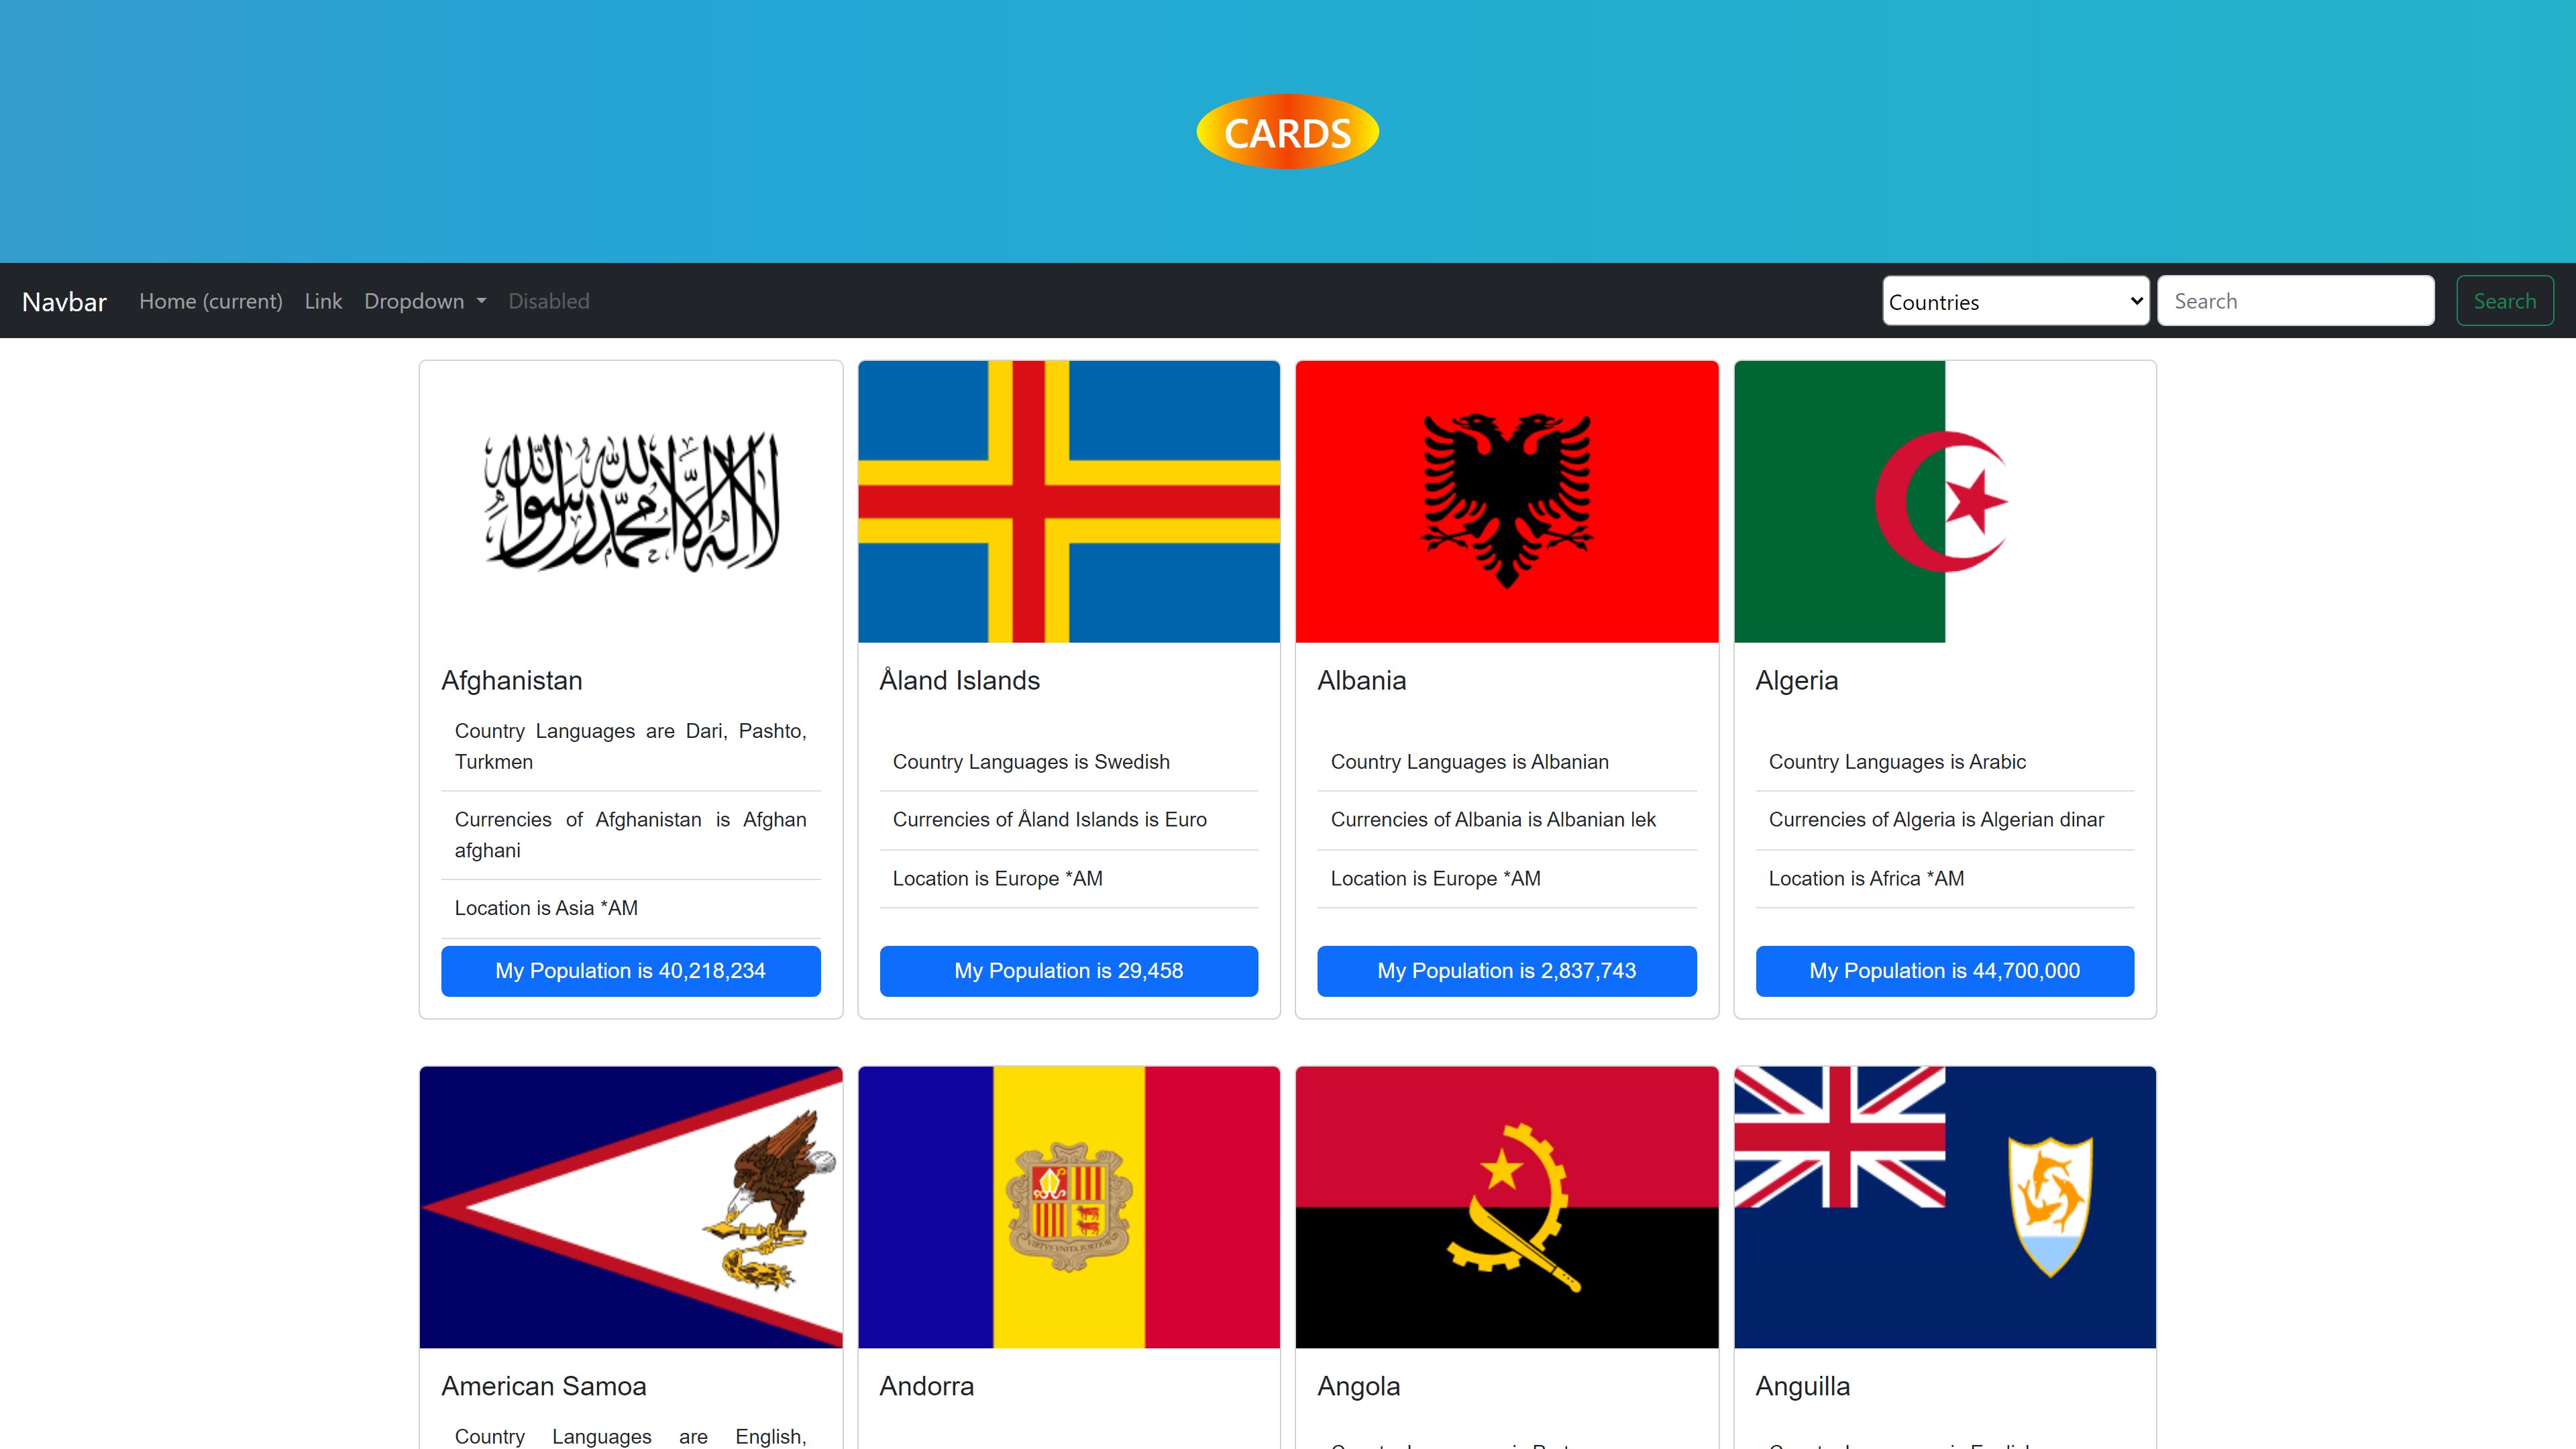 CARDS
Navbar Home (current) Link Dropdown Disabled Countries Search Search
لا إله إلا الله محمد رسول الله
Afghanistan
Country Languages are Dari, Pashto,
Turkmen
Currencies of Afghanistan is Afghan
afghani
Location is Asia *AM
My Population is 40,218,234
Åland Islands
Country Languages is Swedish
Currencies of Åland Islands is Euro
Location is Europe *AM
My Population is 29,458
Albania
Country Languages is Albanian
Currencies of Albania is Albanian lek
Location is Europe *AM
My Population is 2,837,743
Algeria
Country Languages is Arabic
Currencies of Algeria is Algerian dinar
Location is Africa *AM
My Population is 44,700,000
American Samoa
Country Languages are English,
VIRTVS VNITA FORTIOR
Andorra
Angola
Anguilla